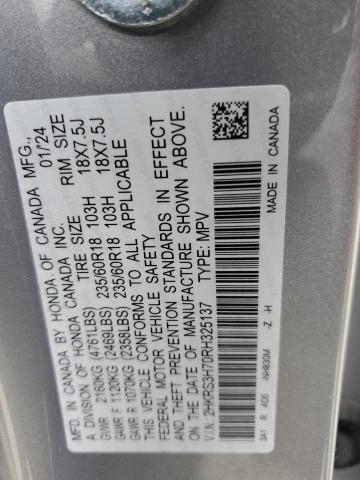 MFD. IN CANADA BY HONDA OF CANADA MFG.,
A DIVISION OF HONDA CANADA INC. 01/24
TIRE SIZE RIM SIZE
GVWR 2160KG (4761LBS)
GAWR F 1120KG (2469LBS) 235/60R18 103H 18X7.5J
GAWR R 1070KG (2358LBS) 235/60R18 103H 18X7.5J
THIS VEHICLE CONFORMS TO ALL APPLICABLE
FEDERAL MOTOR VEHICLE SAFETY
AND THEFT PREVENTION STANDARDS IN EFFECT
ON THE DATE OF MANUFACTURE SHOWN ABOVE.
V.I.N. 2HKRS3H70RH325137 TYPE: MPV
3A1 R AD5 -NH830M -Z -H
MADE IN CANADA